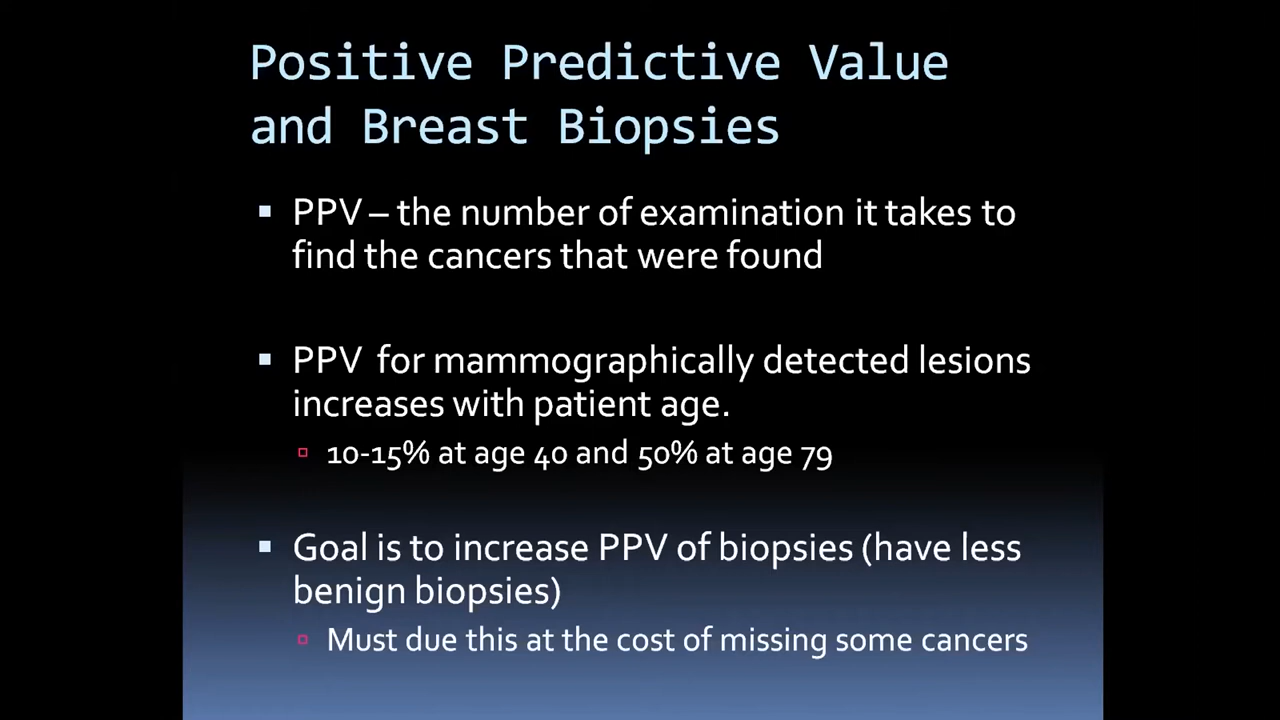 Positive Predictive Value
and Breast Biopsies
▪ PPV – the number of examination it takes to
find the cancers that were found
▪ PPV for mammographically detected lesions
increases with patient age.
▫ 10-15% at age 40 and 50% at age 79
▪ Goal is to increase PPV of biopsies (have less
benign biopsies)
▫ Must due this at the cost of missing some cancers